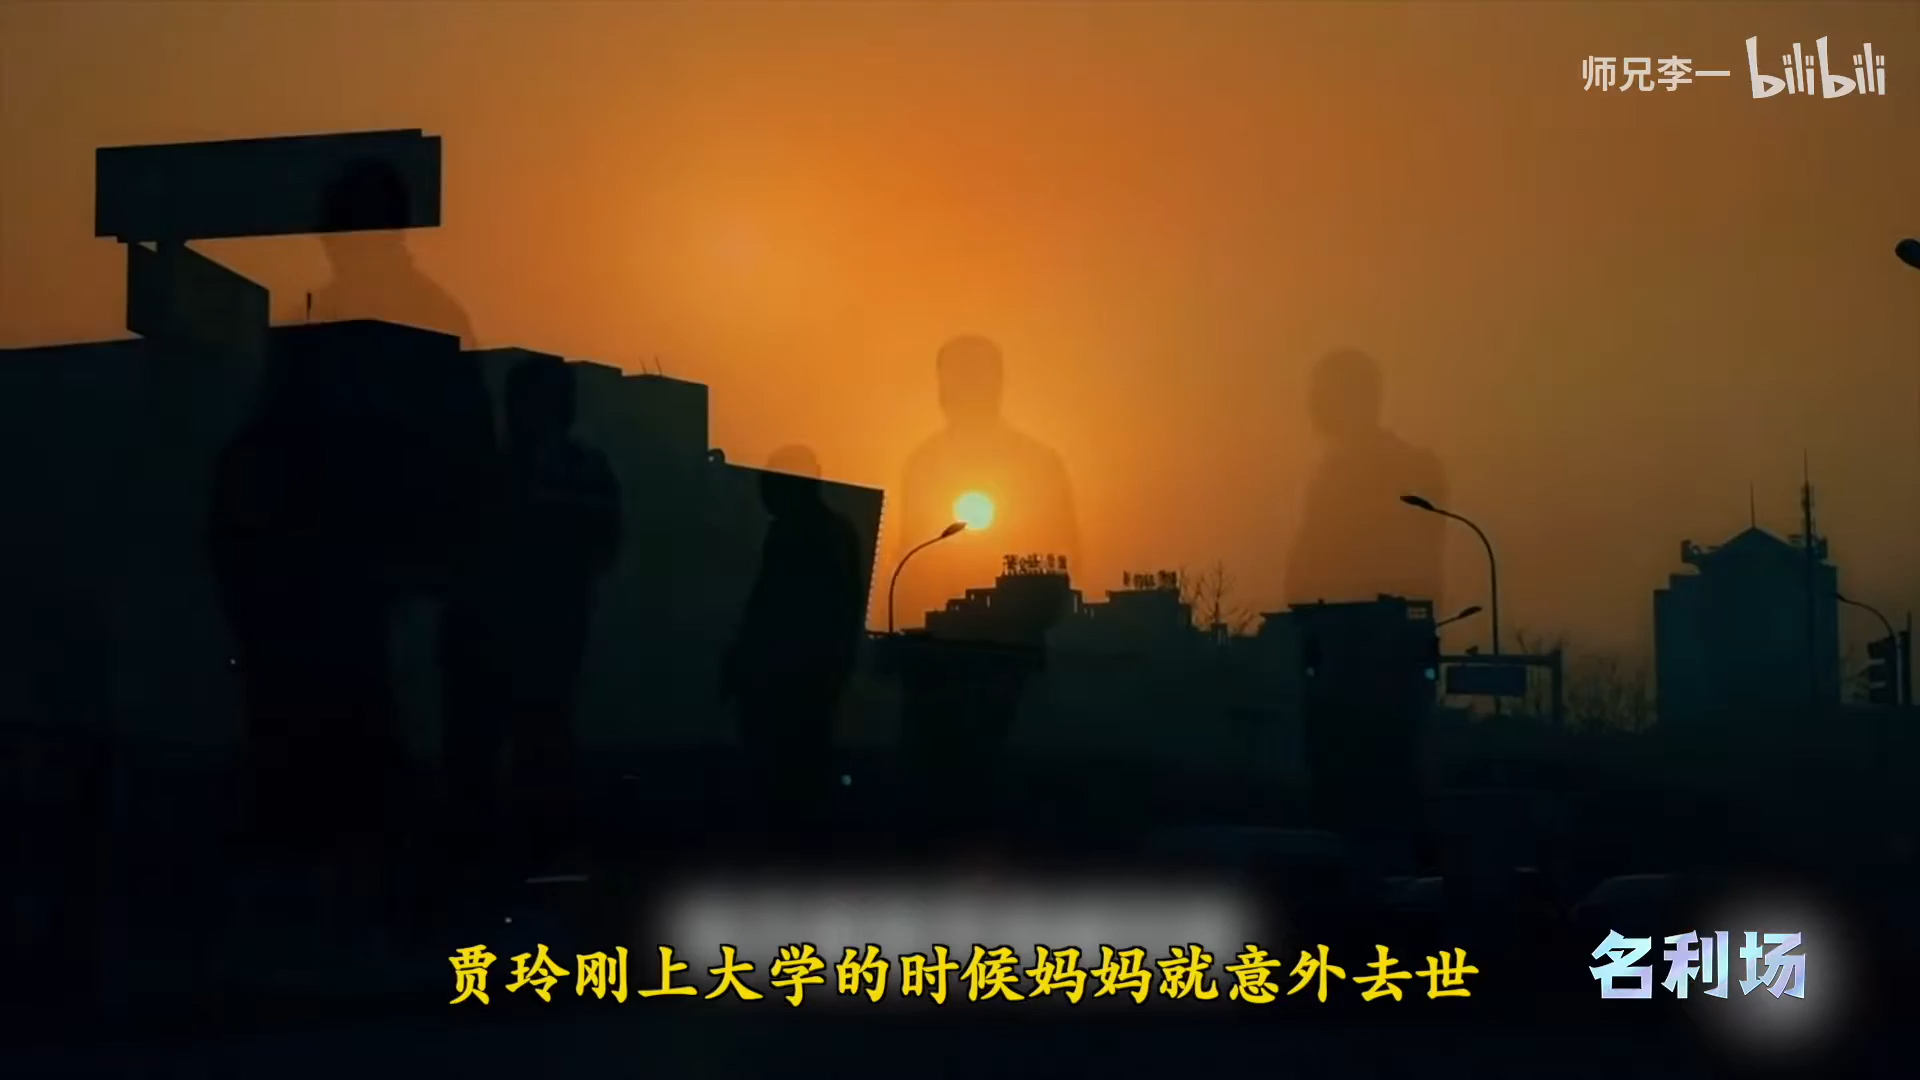 师兄李一 bilibili
贾玲刚上大学的时候妈妈就意外去世
名利场